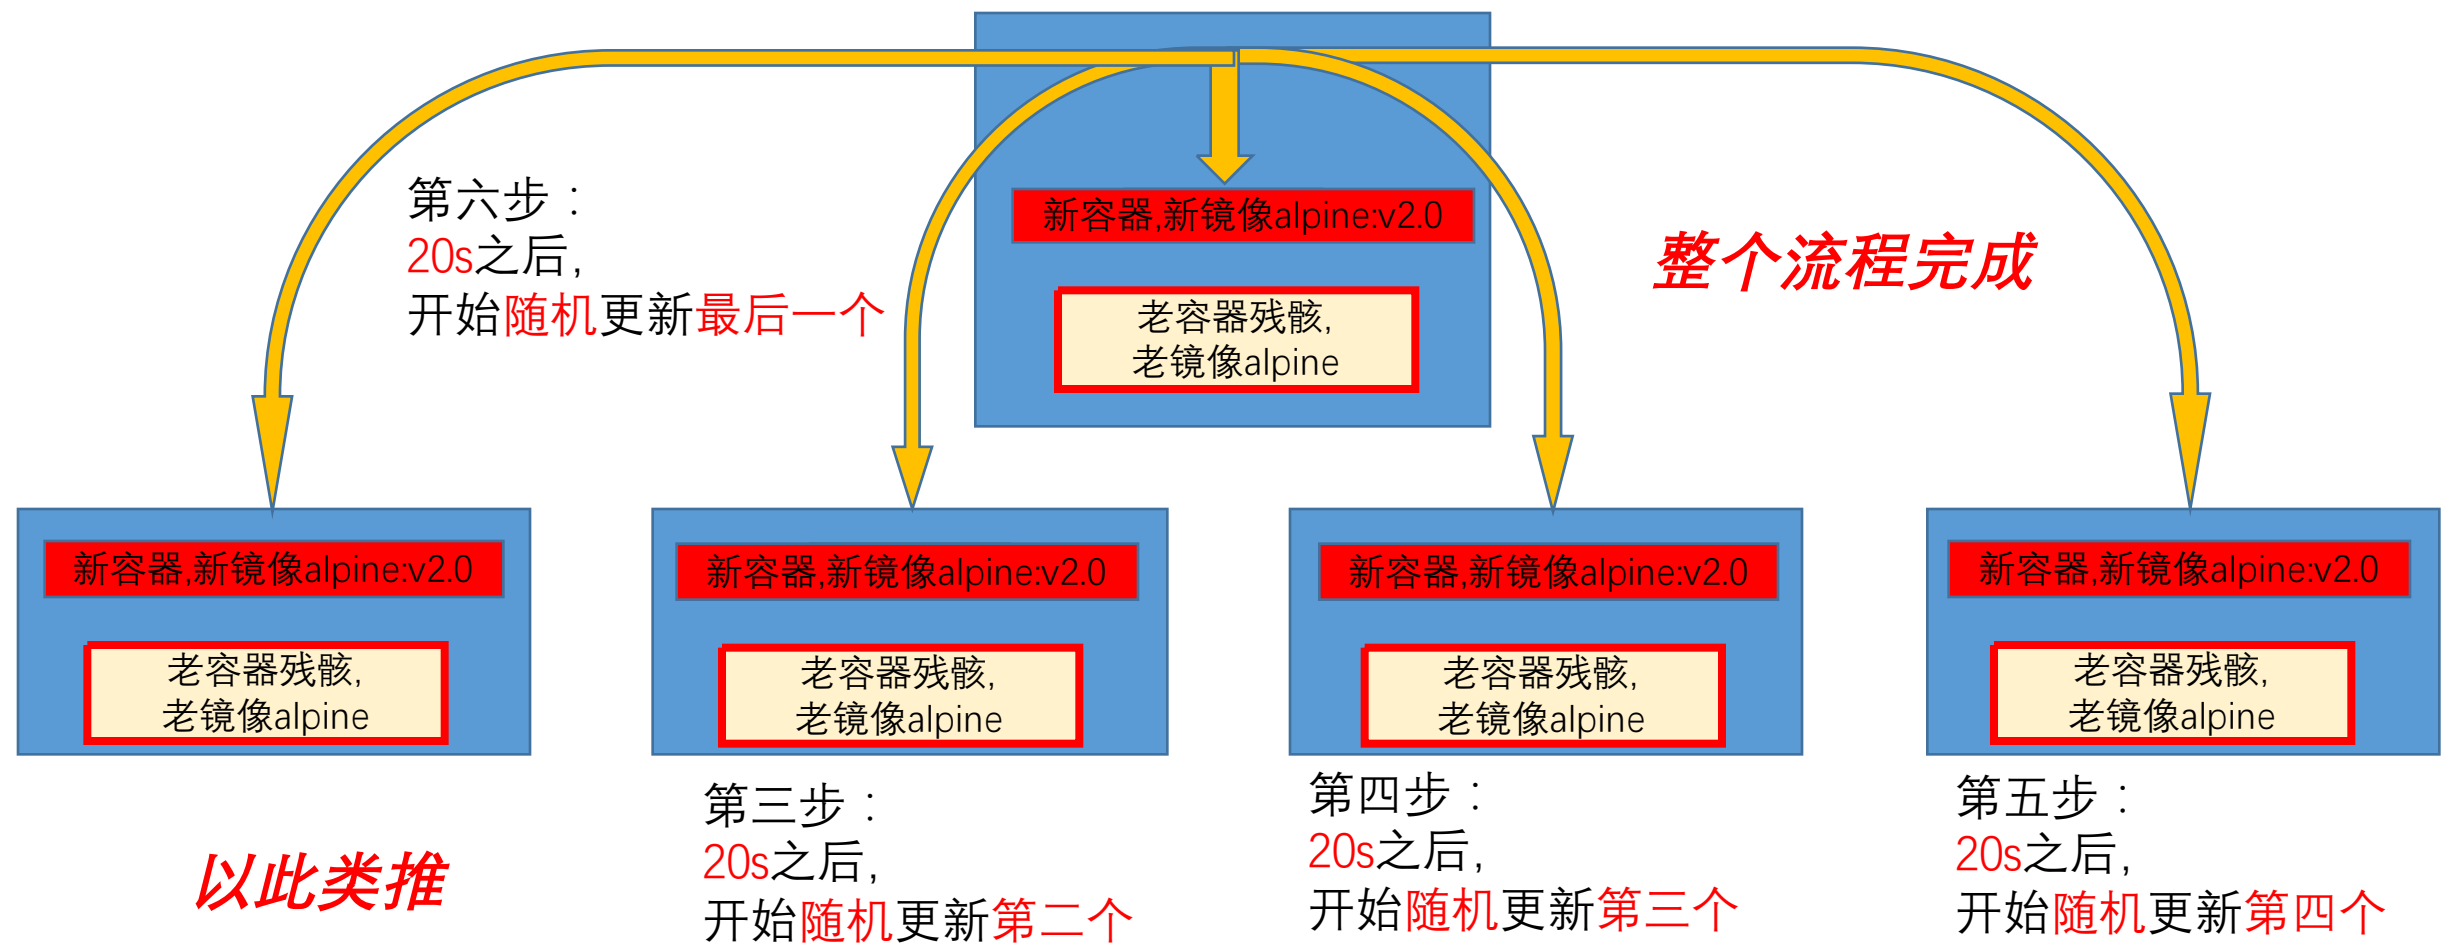 第六步：
20s之后,
开始随机更新最后一个
新容器,新镜像alpine:v2.0
老容器残骸,
老镜像alpine
整个流程完成
新容器,新镜像alpine:v2.0
老容器残骸,
老镜像alpine
新容器,新镜像alpine:v2.0
老容器残骸,
老镜像alpine
新容器,新镜像alpine:v2.0
老容器残骸,
老镜像alpine
新容器,新镜像alpine:v2.0
老容器残骸,
老镜像alpine
以此类推
第三步：
20s之后,
开始随机更新第二个
第四步：
20s之后,
开始随机更新第三个
第五步：
20s之后,
开始随机更新第四个